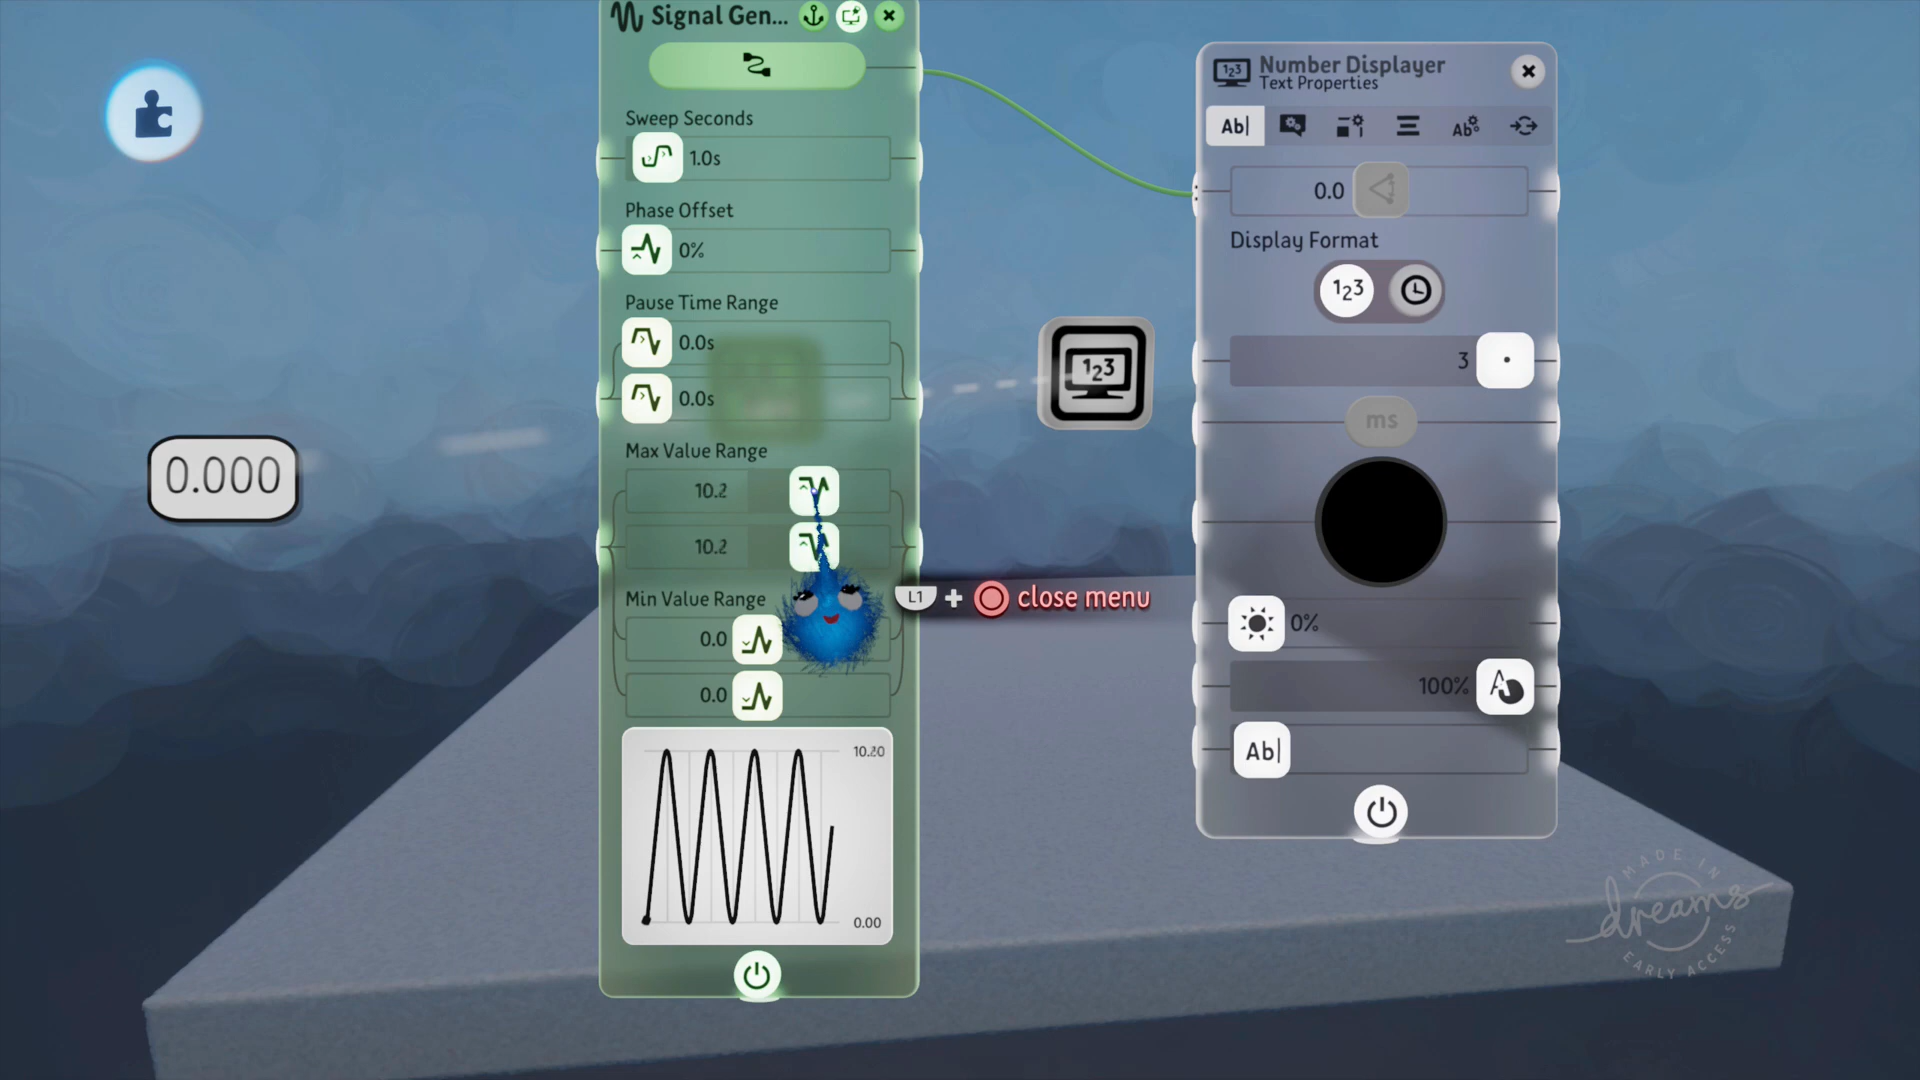 Signal Gen...
Sweep Seconds
1.0s
Phase Offset
0%
Pause Time Range
0.0s
0.0s
Max Value Range
10.2
10.2
Min Value Range
0.0
0.0
10.20
0.00
0.000
L1 + close menu
123
123
Number Displayer
Text Properties
Ab|
Ab
0.0
Display Format
123
3
ms
0%
100%
A
Ab|
MADE IN
dreams
EARLY ACCESS